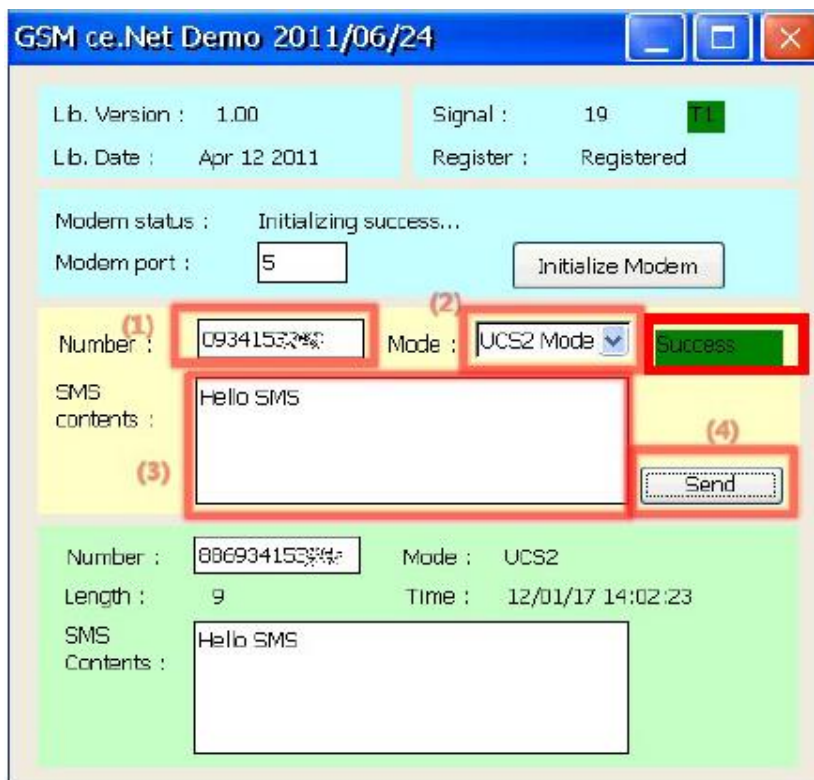 GSM ce.Net Demo 2011/06/24
Lib. Version : 1.00 Signal : 19 T1
Lib. Date : Apr 12 2011 Register : Registered
Modem status : Initializing success...
Modem port : 5 Initialize Modem
(1) (2)
Number : Mode : UCS2 Mode Success
SMS contents : Hello SMS
(3) (4)
Send
Number : Mode : UCS2
Length : 9 Time : 12/01/17 14:02:23
SMS Contents : Hello SMS